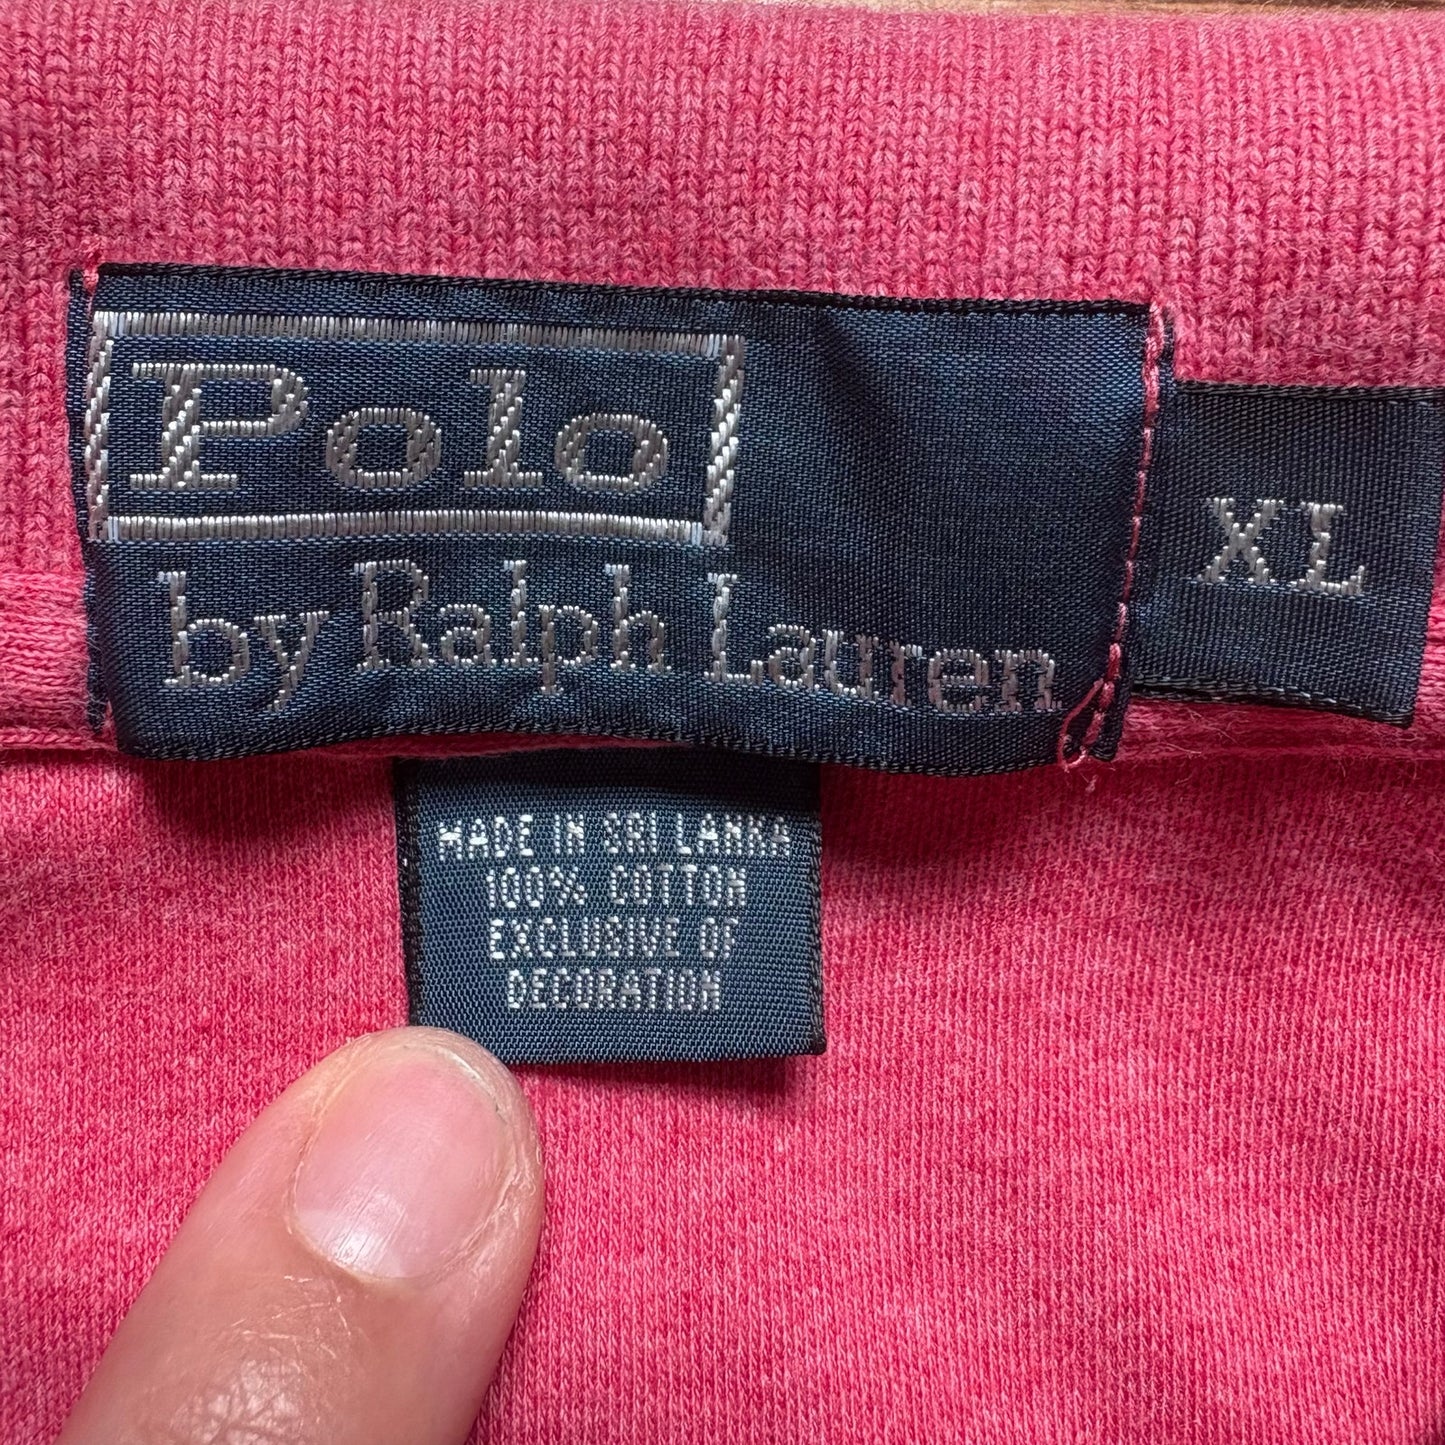 Polo
by Ralph Lauren
XL
MADE IN SRI LANKA
100% COTTON
EXCLUSIVE OF
DECORATION